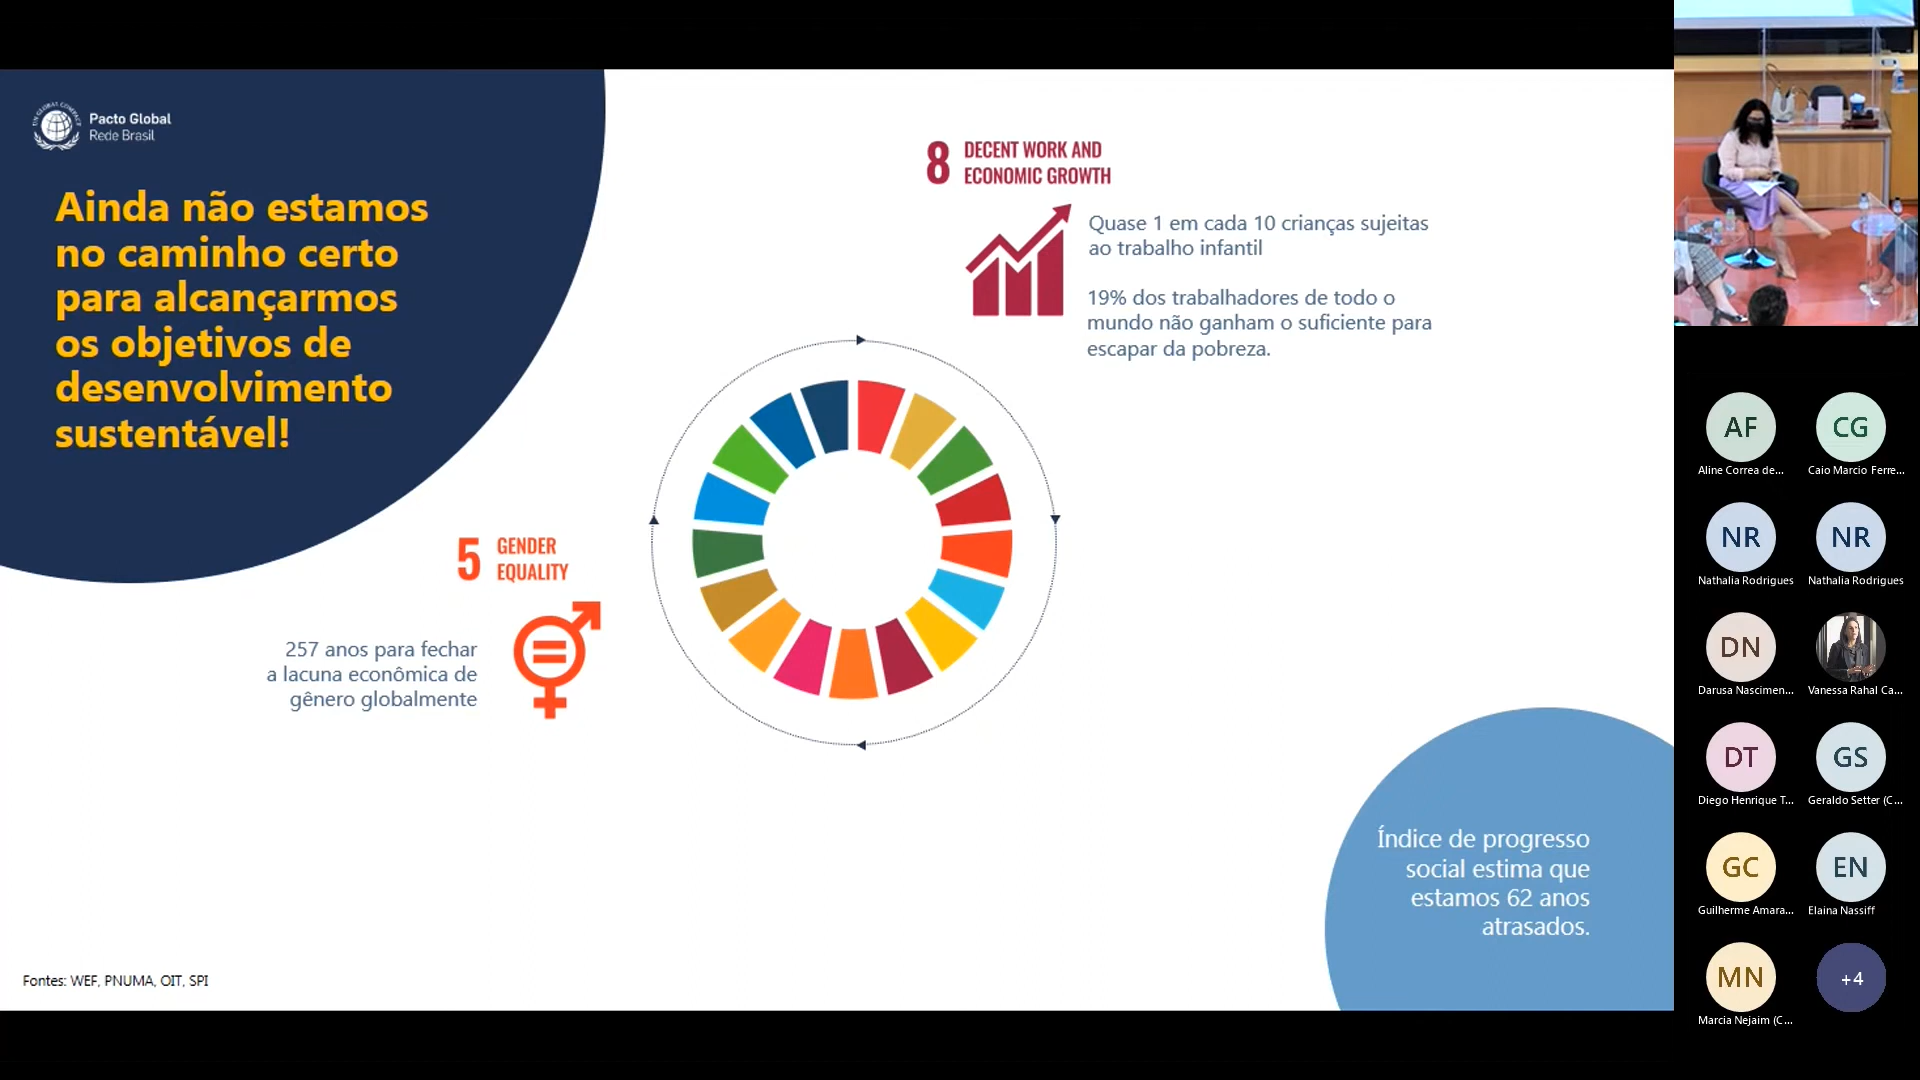 UN GLOBAL COMPACT
Pacto Global
Rede Brasil
Ainda não estamos
no caminho certo
para alcançarmos
os objetivos de
desenvolvimento
sustentável!
8 DECENT WORK AND
ECONOMIC GROWTH
Quase 1 em cada 10 crianças sujeitas
ao trabalho infantil
19% dos trabalhadores de todo o
mundo não ganham o suficiente para
escapar da pobreza.
5 GENDER
EQUALITY
257 anos para fechar
a lacuna econômica de
gênero globalmente
Índice de progresso
social estima que
estamos 62 anos
atrasados.
Fontes: WEF, PNUMA, OIT, SPI
AF
CG
Aline Correa de...
Caio Marcio Ferre...
NR
NR
Nathalia Rodrigues
Nathalia Rodrigues
DN
Darusa Nascimen...
Vanessa Rahal Ca...
DT
GS
Diego Henrique T...
Geraldo Setter (C...
GC
EN
Guilherme Amara...
Elaina Nassiff
MN
+4
Marcia Nejaim (C...